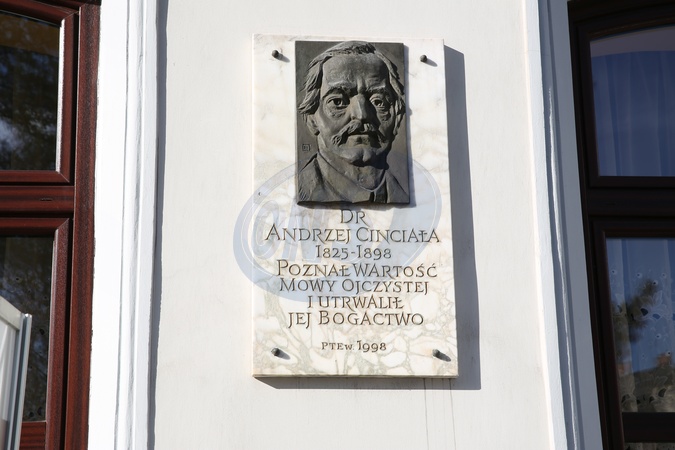 DR
ANDRZEJ CINCIAŁA
1825-1898
POZNAŁ WARTOŚĆ
MOWY OJCZYSTEJ
I UTRWALIŁ
JEJ BOGACTWO
PTEW. 1998